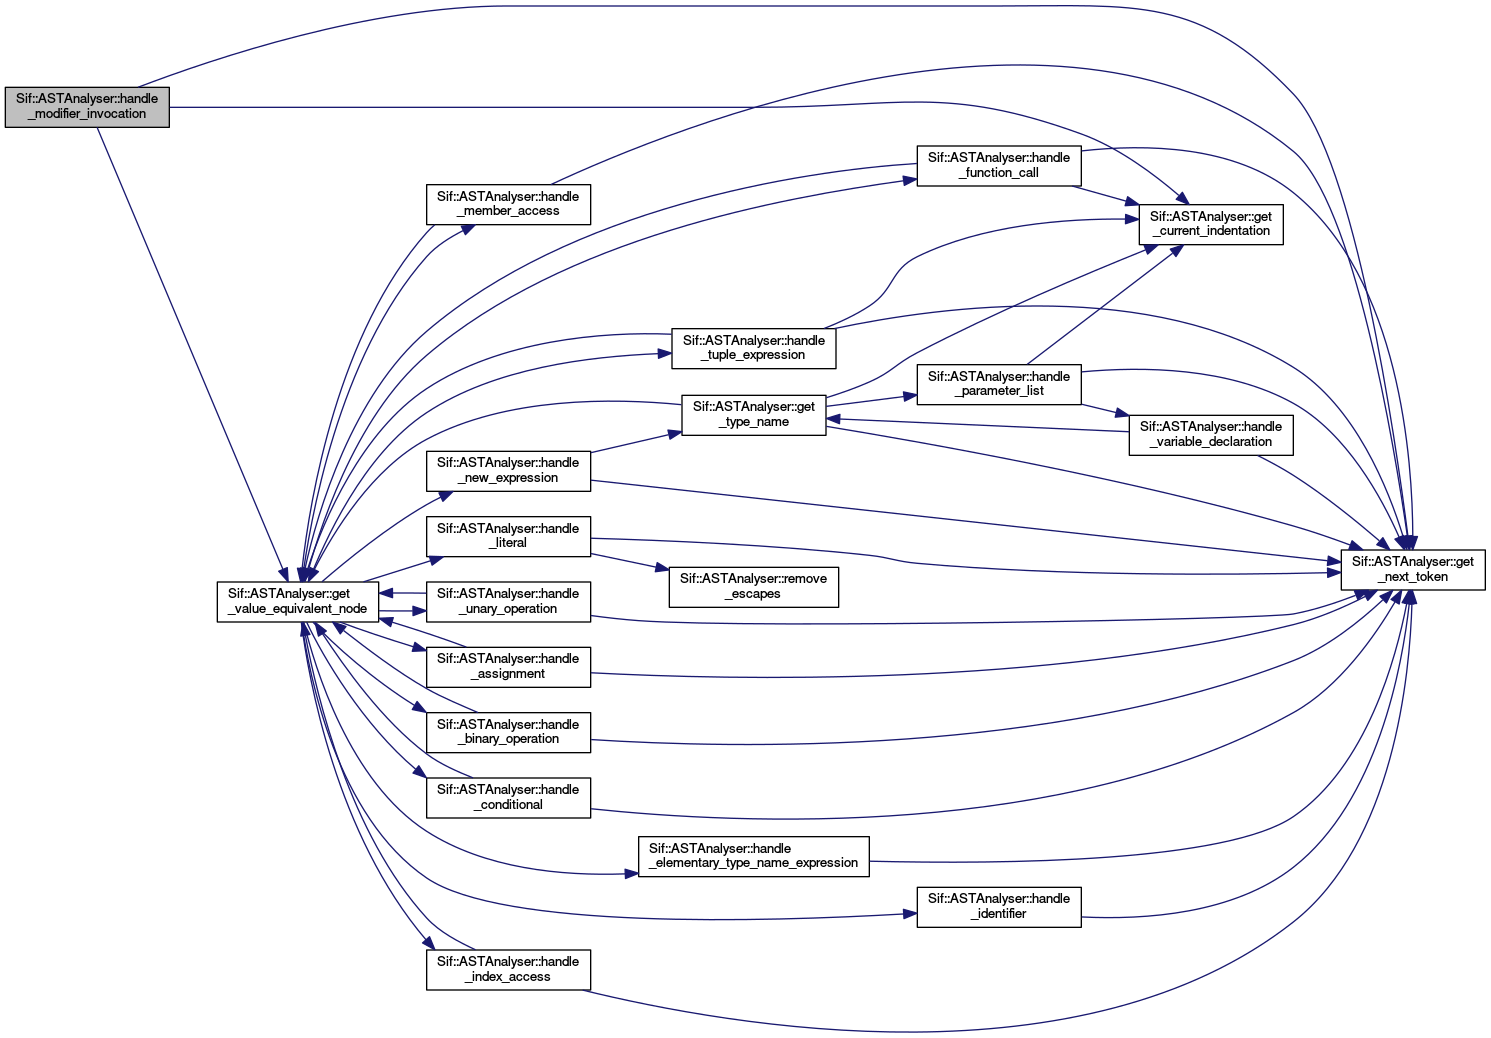 Sif::ASTAnalyser::handle
_modifier_invocation
Sif::ASTAnalyser::handle
_function_call
Sif::ASTAnalyser::handle
_member_access
Sif::ASTAnalyser::get
_current_indentation
Sif::ASTAnalyser::handle
_tuple_expression
Sif::ASTAnalyser::handle
_parameter_list
Sif::ASTAnalyser::get
_type_name
Sif::ASTAnalyser::handle
_variable_declaration
Sif::ASTAnalyser::handle
_new_expression
Sif::ASTAnalyser::handle
_literal
Sif::ASTAnalyser::get
_next_token
Sif::ASTAnalyser::remove
_escapes
Sif::ASTAnalyser::get
_value_equivalent_node
Sif::ASTAnalyser::handle
_unary_operation
Sif::ASTAnalyser::handle
_assignment
Sif::ASTAnalyser::handle
_binary_operation
Sif::ASTAnalyser::handle
_conditional
Sif::ASTAnalyser::handle
_elementary_type_name_expression
Sif::ASTAnalyser::handle
_identifier
Sif::ASTAnalyser::handle
_index_access